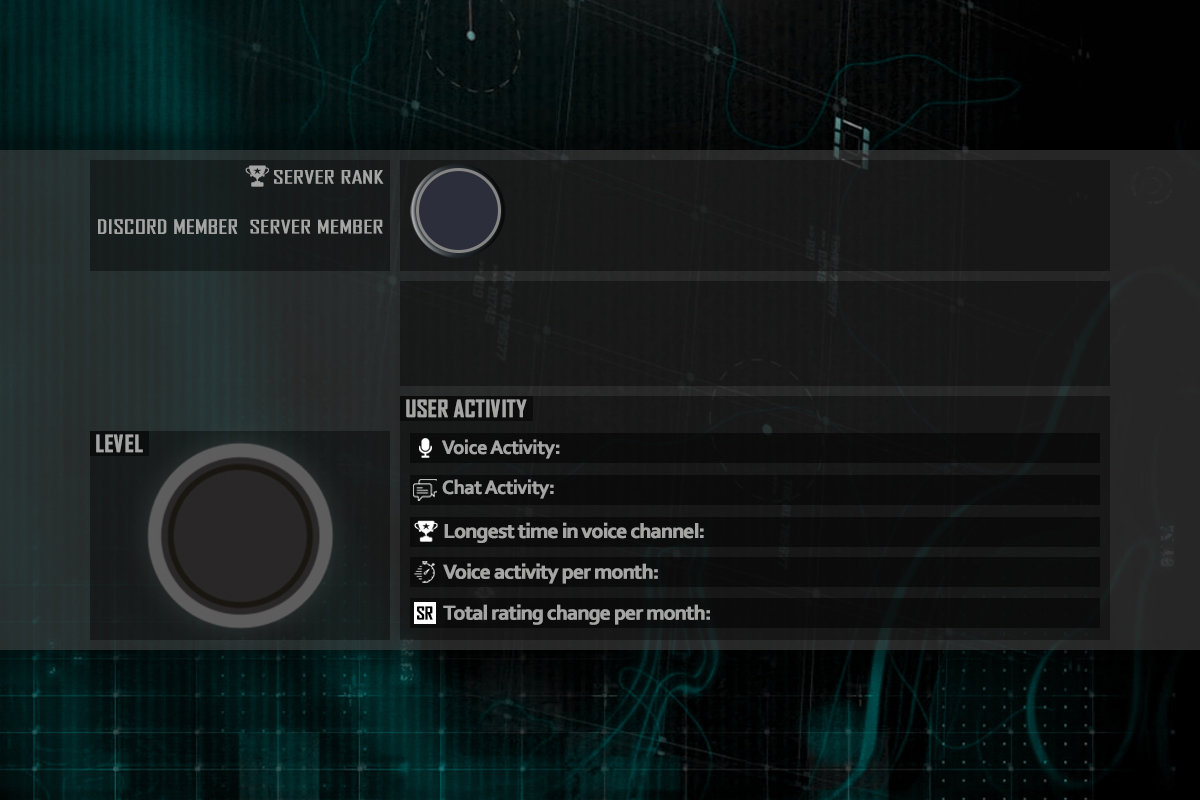 SERVER RANK
DISCORD MEMBER SERVER MEMBER
LEVEL
USER ACTIVITY
Voice Activity:
Chat Activity:
Longest time in voice channel:
Voice activity per month:
SR Total rating change per month: